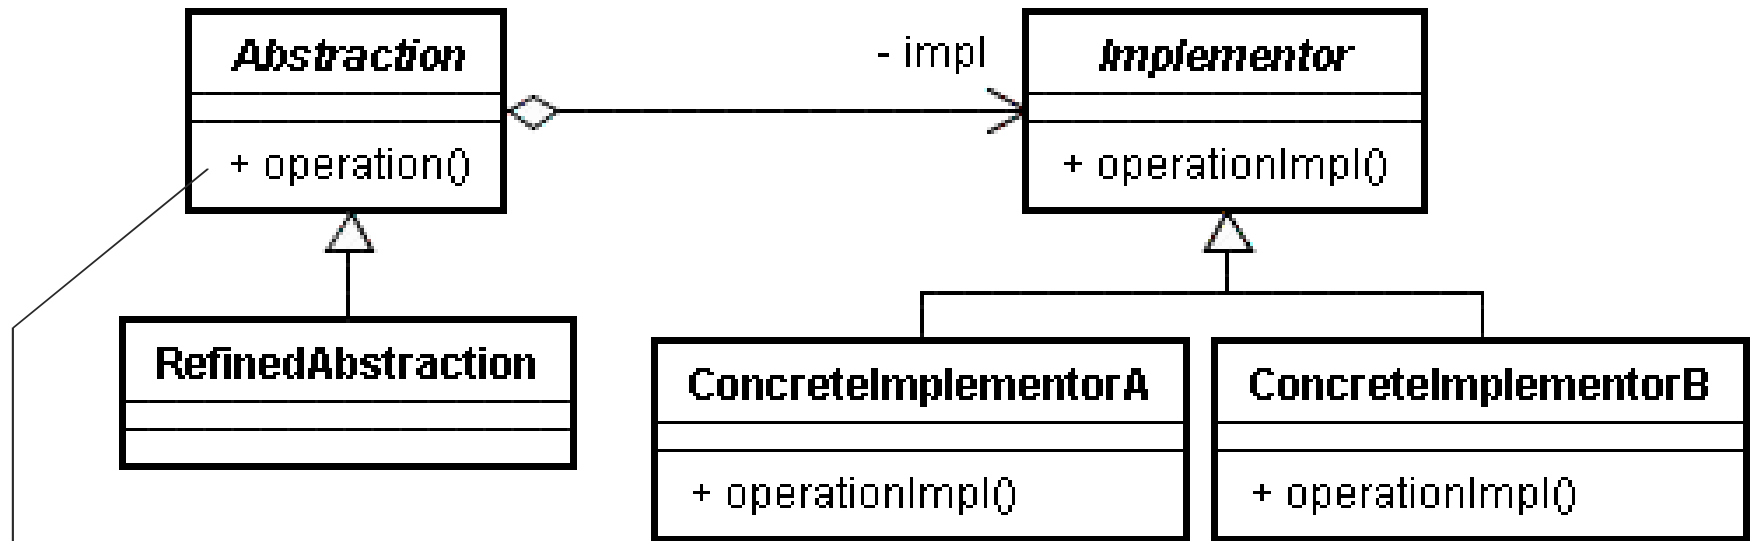 Abstraction
- impl
Implementor
+ operation()
+ operationImpl()
RefinedAbstraction
ConcreteImplementorA
ConcreteImplementorB
+ operationImpl()
+ operationImpl()